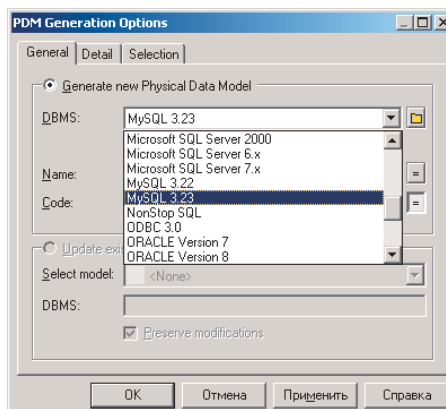 PDM Generation Options
General Detail Selection
Generate new Physical Data Model
DBMS: MySQL 3.23
Microsoft SQL Server 2000
Microsoft SQL Server 6.x
Microsoft SQL Server 7.x
Name:
MySQL 3.22
MySQL 3.23
Code:
NonStop SQL
ODBC 3.0
ORACLE Version 7
Update exis
ORACLE Version 8
Select model: <None>
DBMS:
Preserve modifications
OK Отмена Применить Справка